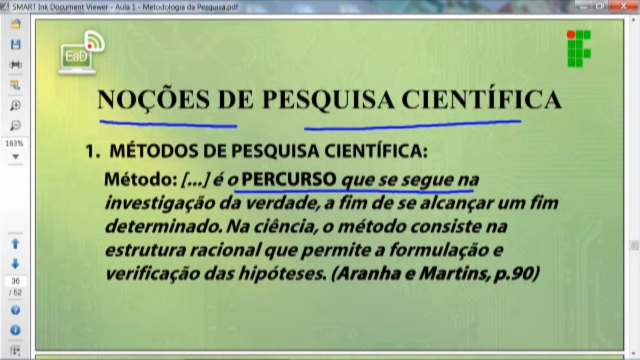 SMART Ink Document Viewer - Aula 1 - Metodologia da Pesquisa.pdf
EaD
NOÇÕES DE PESQUISA CIENTÍFICA
163%
1. MÉTODOS DE PESQUISA CIENTÍFICA:
Método: [...] é o PERCURSO que se segue na
investigação da verdade, a fim de se alcançar um fim
determinado. Na ciência, o método consiste na
estrutura racional que permite a formulação e
verificação das hipóteses. (Aranha e Martins, p.90)
36
/ 52